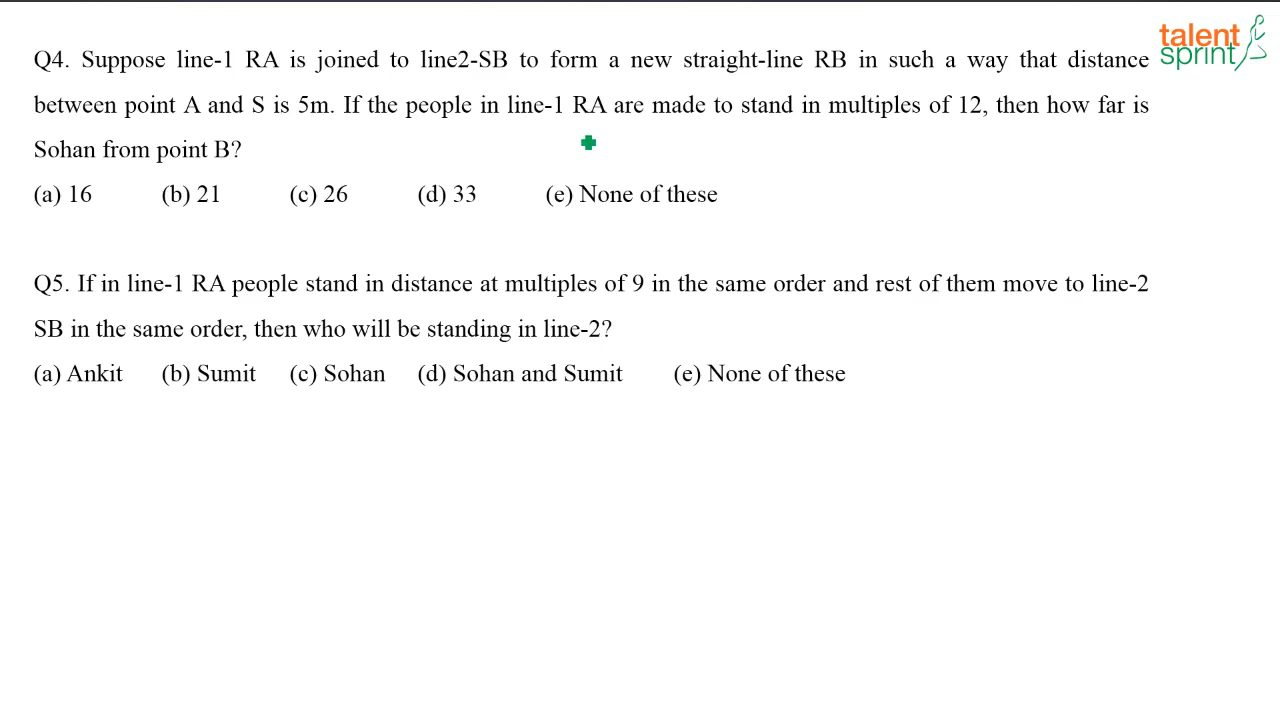 talent
sprint
Q4. Suppose line-1 RA is joined to line2-SB to form a new straight-line RB in such a way that distance
between point A and S is 5m. If the people in line-1 RA are made to stand in multiples of 12, then how far is
Sohan from point B?
(a) 16 (b) 21 (c) 26 (d) 33 (e) None of these
Q5. If in line-1 RA people stand in distance at multiples of 9 in the same order and rest of them move to line-2
SB in the same order, then who will be standing in line-2?
(a) Ankit (b) Sumit (c) Sohan (d) Sohan and Sumit (e) None of these